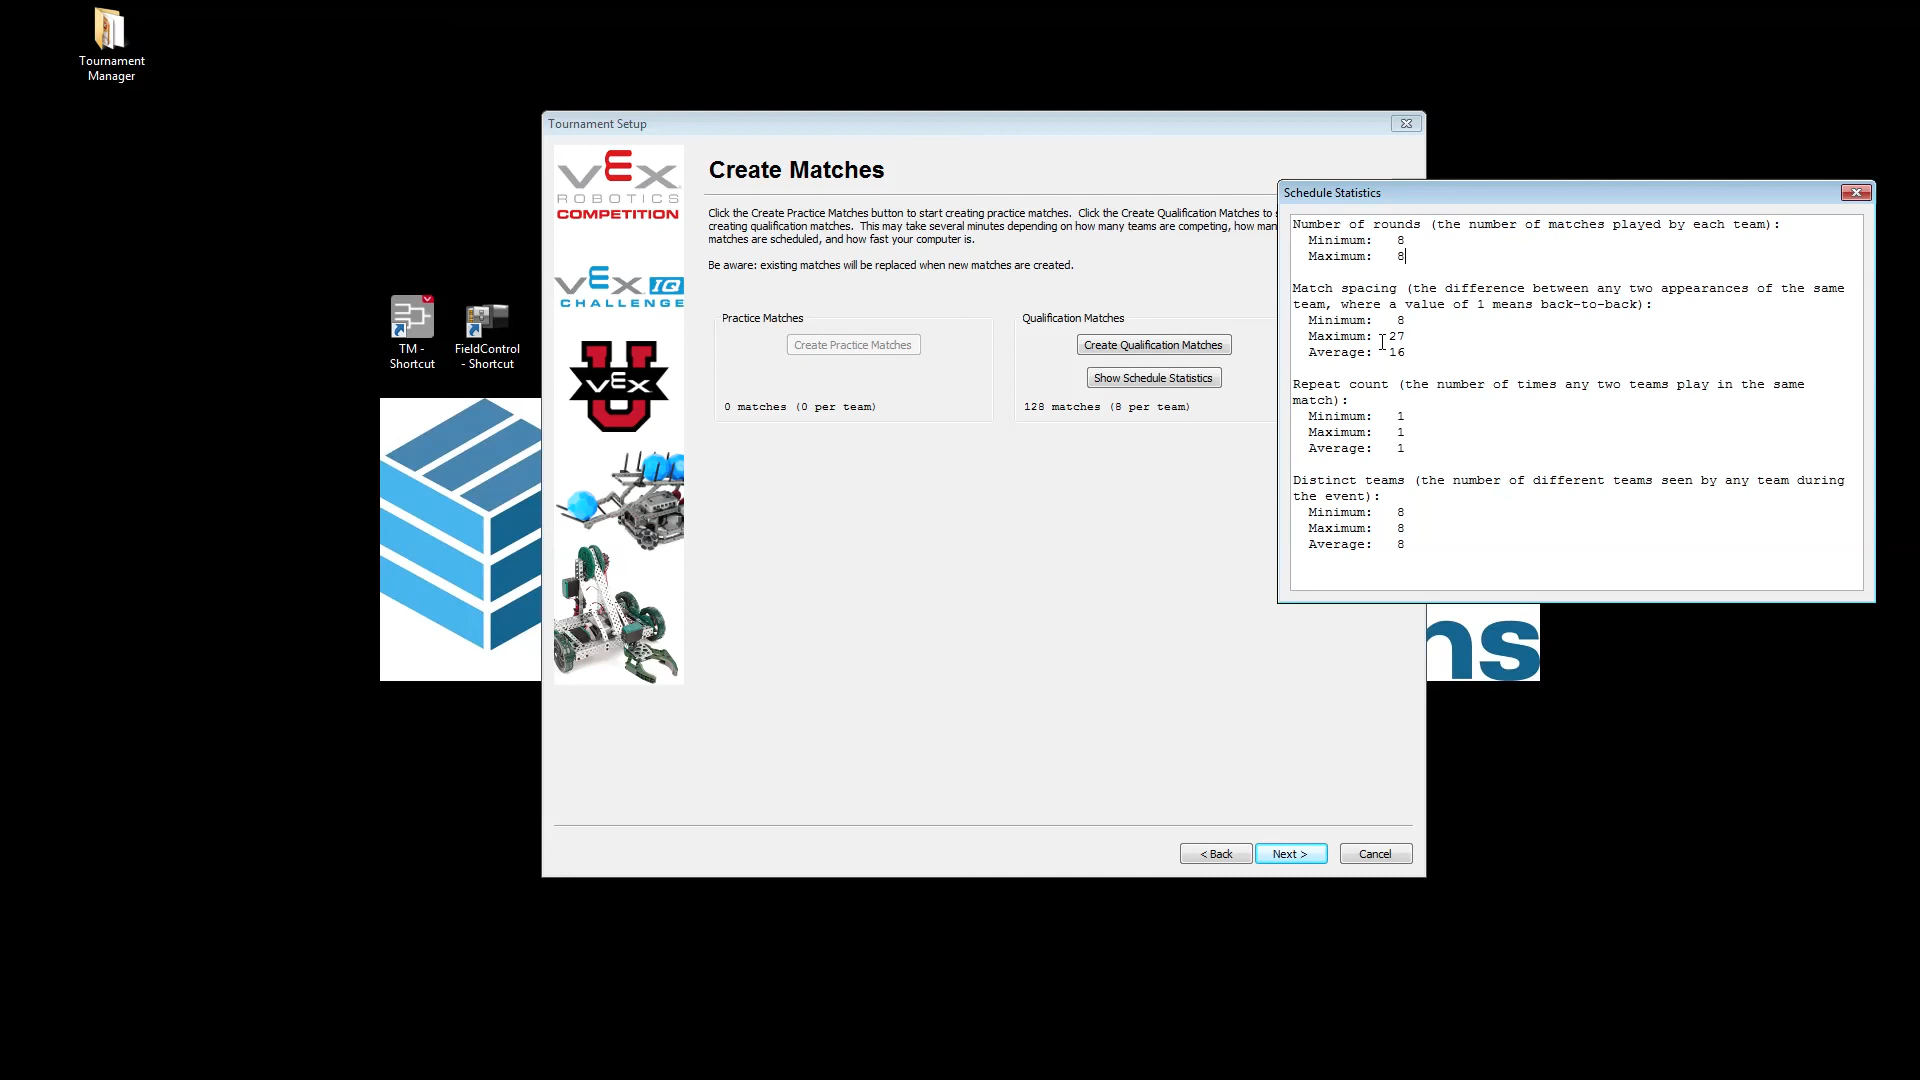 Tournament
Manager
Tournament Setup
VEX
ROBOTICS
COMPETITION
VEX IQ
CHALLENGE
VEX U
TM -
Shortcut
FieldControl
- Shortcut
Create Matches
Click the Create Practice Matches button to start creating practice matches.  Click the Create Qualification Matches to s
creating qualification matches.  This may take several minutes depending on how many teams are competing, how man
matches are scheduled, and how fast your computer is.
Be aware: existing matches will be replaced when new matches are created.
Practice Matches
Create Practice Matches
0 matches (0 per team)
Qualification Matches
Create Qualification Matches
Show Schedule Statistics
128 matches (8 per team)
Schedule Statistics
Number of rounds (the number of matches played by each team):
Minimum: 8
Maximum: 8
Match spacing (the difference between any two appearances of the same
team, where a value of 1 means back-to-back):
Minimum: 8
Maximum: 27
Average: 16
Repeat count (the number of times any two teams play in the same
match):
Minimum: 1
Maximum: 1
Average: 1
Distinct teams (the number of different teams seen by any team during
the event):
Minimum: 8
Maximum: 8
Average: 8
ns
< Back
Next >
Cancel